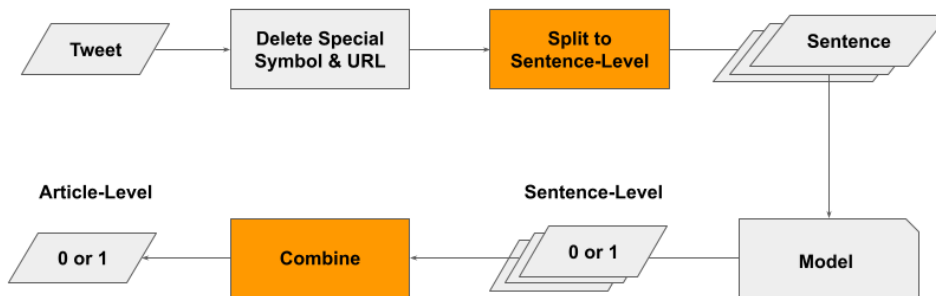 Tweet
Delete Special
Symbol & URL
Split to
Sentence-Level
Sentence
Article-Level
Sentence-Level
0 or 1
Combine
0 or 1
Model